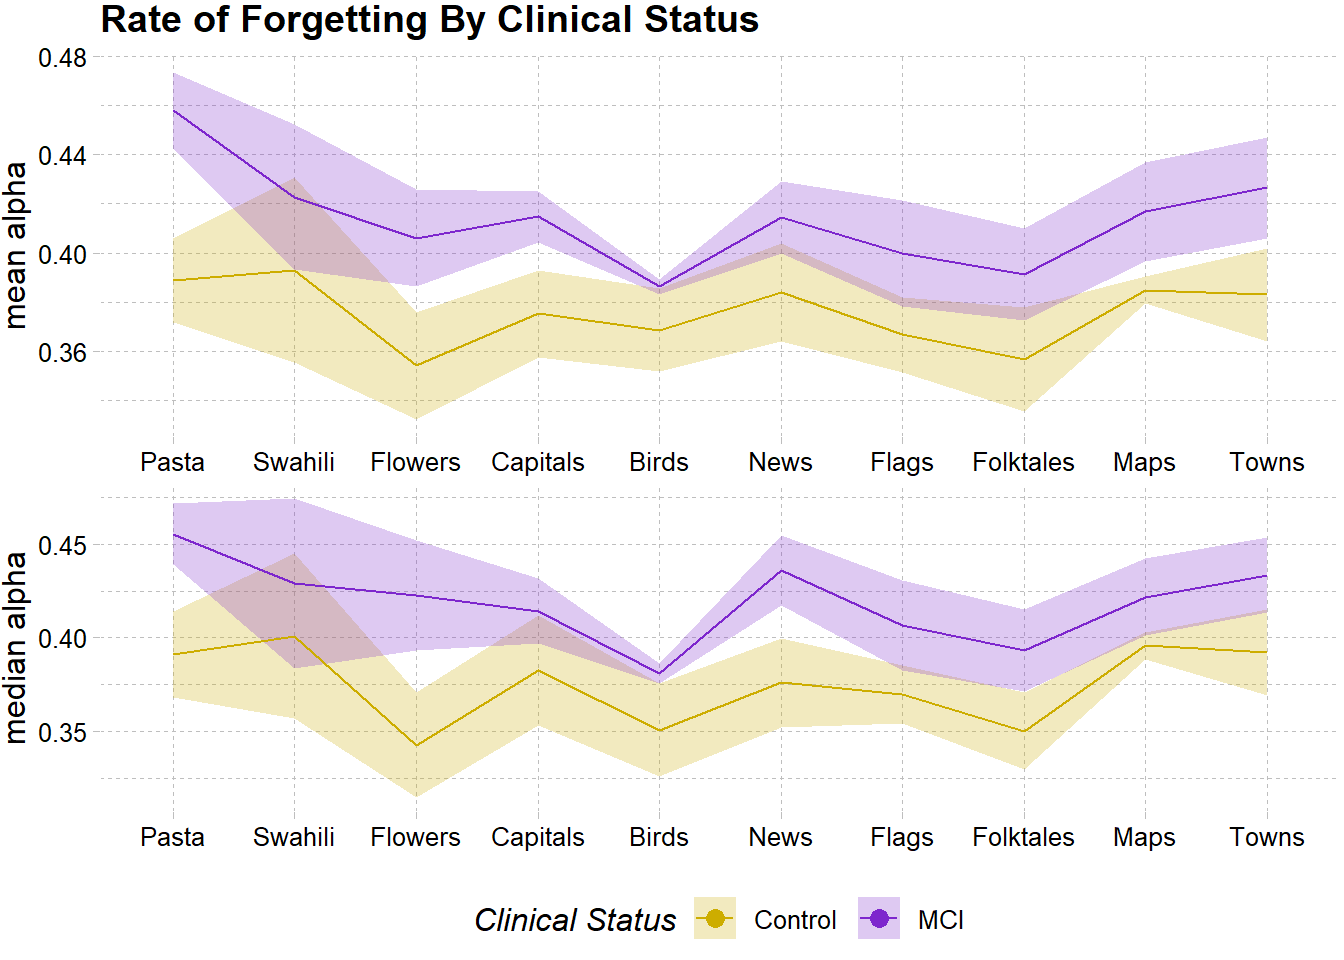 Rate of Forgetting By Clinical Status
mean alpha
0.48
0.44
0.40
0.36
Pasta Swahili Flowers Capitals Birds News Flags Folktales Maps Towns
median alpha
0.45
0.40
0.35
Pasta Swahili Flowers Capitals Birds News Flags Folktales Maps Towns
Clinical Status Control MCI